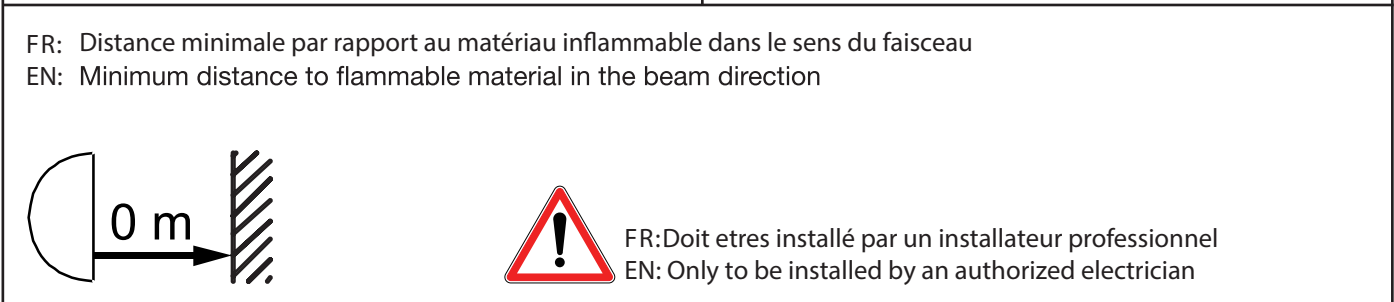 FR: Distance minimale par rapport au matériau inflammable dans le sens du faisceau
EN: Minimum distance to flammable material in the beam direction
0 m
FR:Doit etres installé par un installateur professionnel
EN: Only to be installed by an authorized electrician